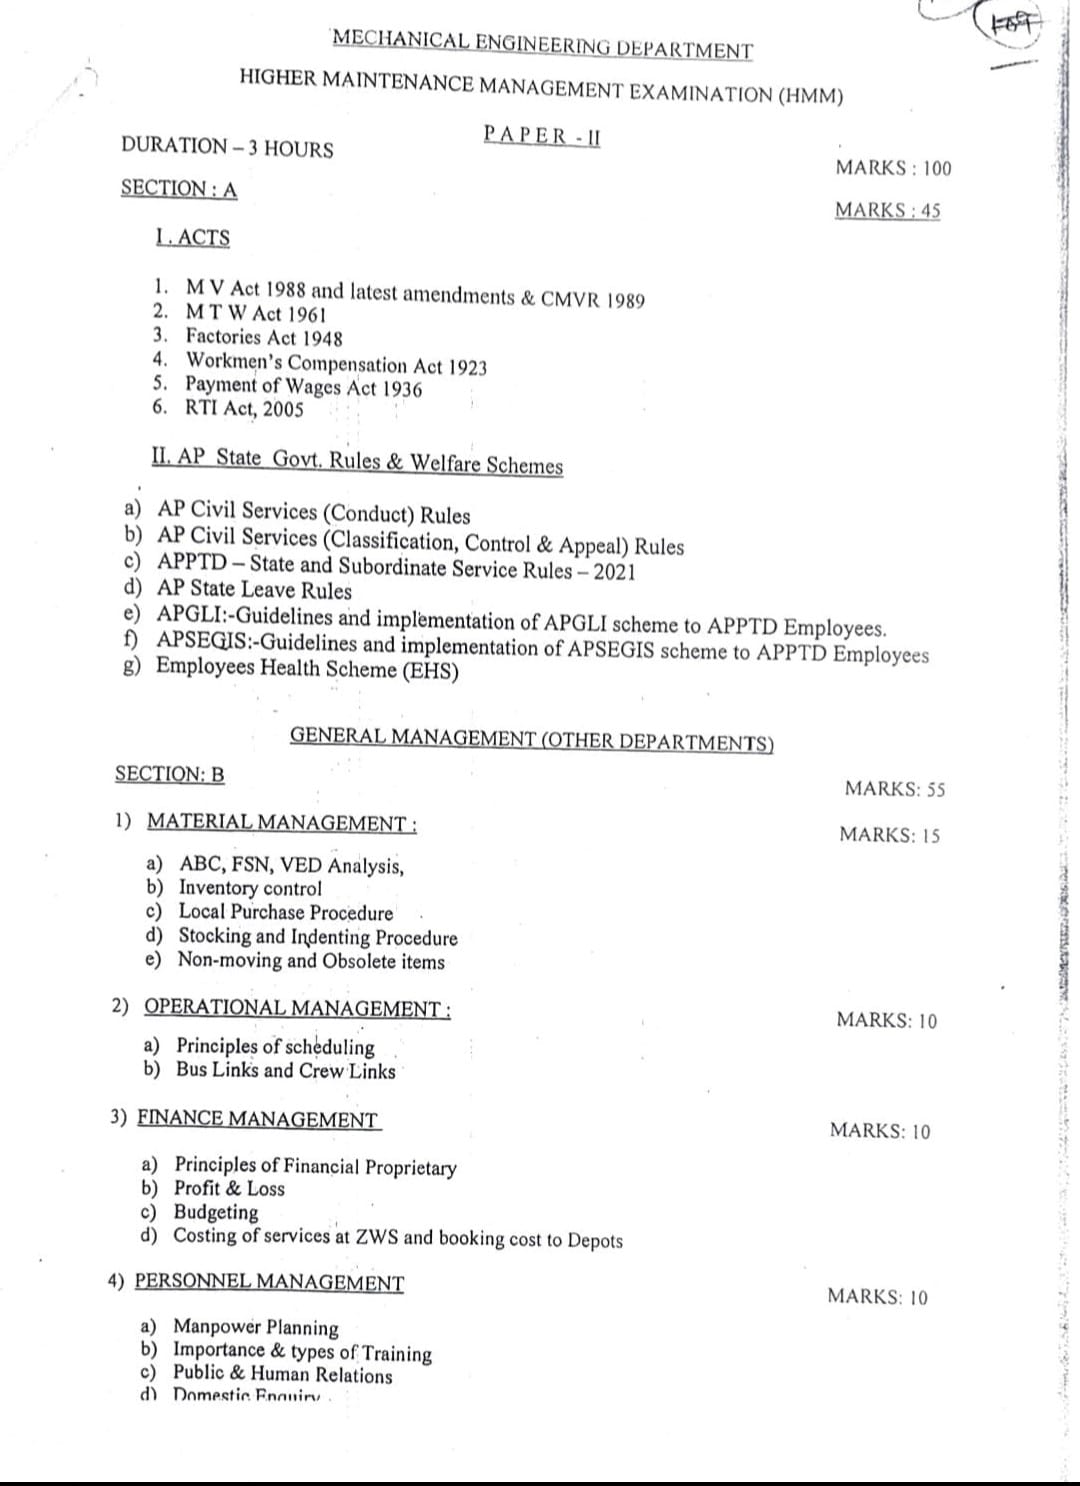 MECHANICAL ENGINEERING DEPARTMENT
HIGHER MAINTENANCE MANAGEMENT EXAMINATION (HMM)
PAPER - II
DURATION – 3 HOURS
MARKS : 100
SECTION : A
MARKS : 45
I. ACTS
1. M V Act 1988 and latest amendments & CMVR 1989
2. M T W Act 1961
3. Factories Act 1948
4. Workmen's Compensation Act 1923
5. Payment of Wages Act 1936
6. RTI Act, 2005
II. AP State Govt. Rules & Welfare Schemes
a) AP Civil Services (Conduct) Rules
b) AP Civil Services (Classification, Control & Appeal) Rules
c) APPTD – State and Subordinate Service Rules – 2021
d) AP State Leave Rules
e) APGLI:-Guidelines and implementation of APGLI scheme to APPTD Employees.
f) APSEGIS:-Guidelines and implementation of APSEGIS scheme to APPTD Employees
g) Employees Health Scheme (EHS)
GENERAL MANAGEMENT (OTHER DEPARTMENTS)
SECTION: B
MARKS: 55
1) MATERIAL MANAGEMENT :
MARKS: 15
a) ABC, FSN, VED Analysis,
b) Inventory control
c) Local Purchase Procedure
d) Stocking and Indenting Procedure
e) Non-moving and Obsolete items
2) OPERATIONAL MANAGEMENT :
MARKS: 10
a) Principles of scheduling
b) Bus Links and Crew Links
3) FINANCE MANAGEMENT
MARKS: 10
a) Principles of Financial Proprietary
b) Profit & Loss
c) Budgeting
d) Costing of services at ZWS and booking cost to Depots
4) PERSONNEL MANAGEMENT
MARKS: 10
a) Manpower Planning
b) Importance & types of Training
c) Public & Human Relations
d) Domestic Enquiry